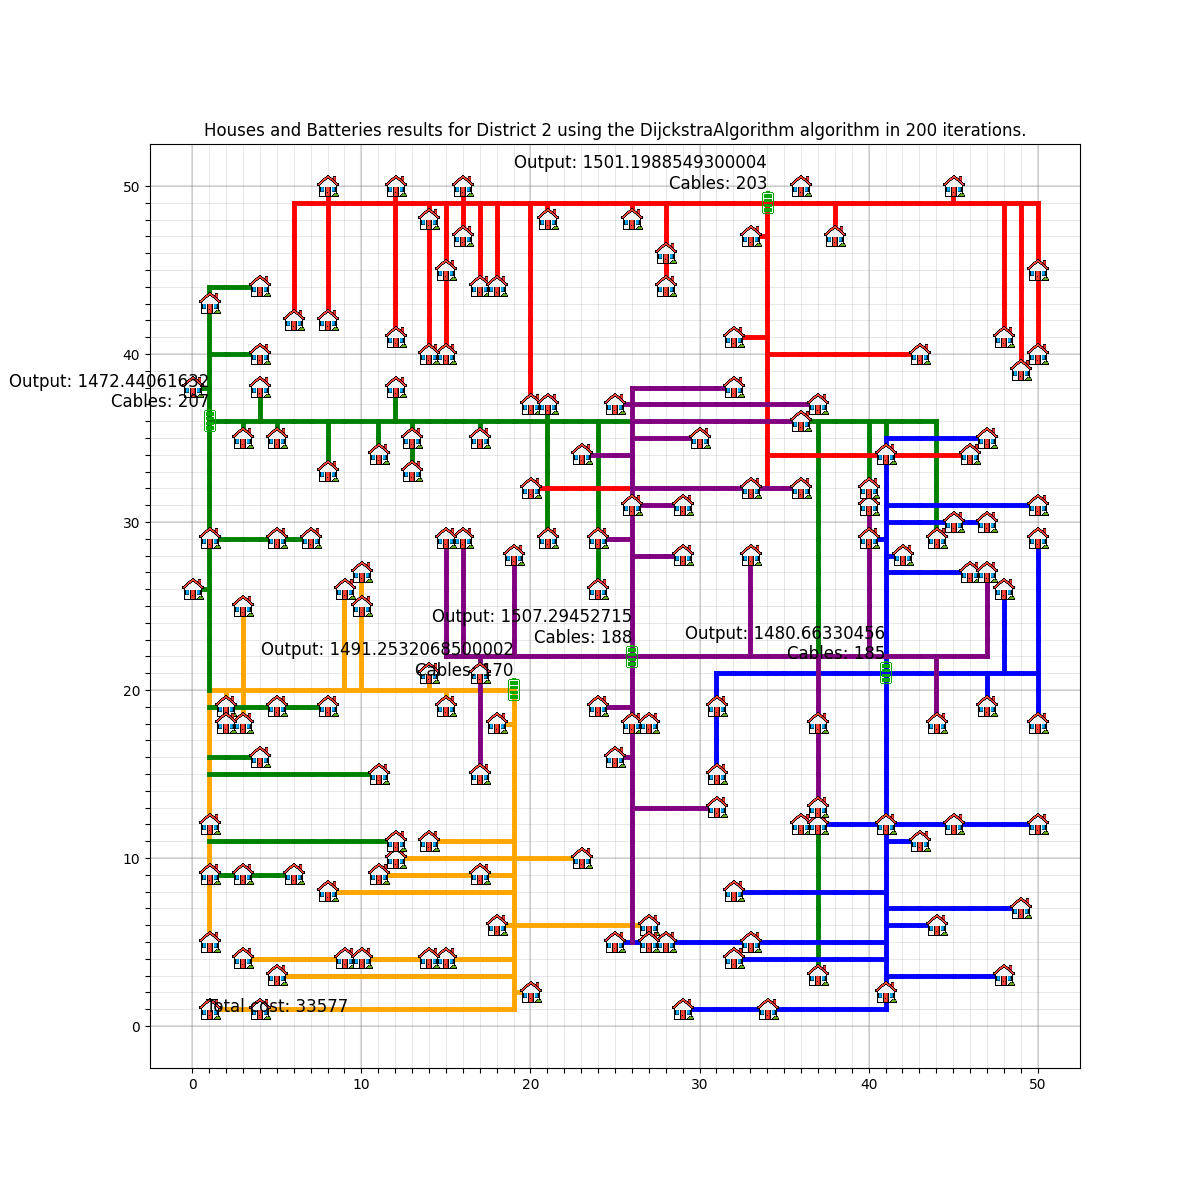 Houses and Batteries results for District 2 using the DijckstraAlgorithm algorithm in 200 iterations.
Output: 1501.1988549300004
Cables: 203
50
40
Output: 1472.44061632
Cables: 207
30
Output: 1507.29452715
Cables: 188
Output: 1480.66330456
Cables: 185
Output: 1491.2532068500002
Cables: 170
20
10
Total cost: 33577
0
0 10 20 30 40 50